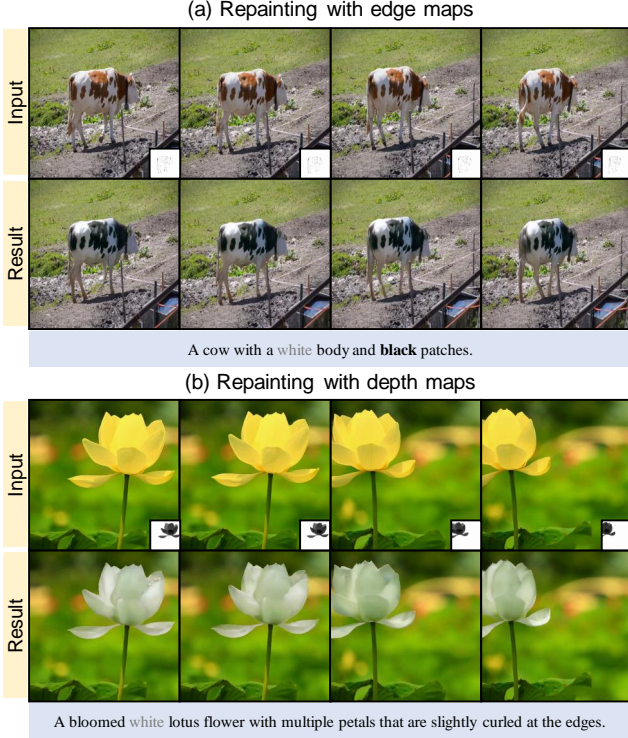 (a) Repainting with edge maps
Input
Result
A cow with a white body and black patches.
(b) Repainting with depth maps
Input
Result
A bloomed white lotus flower with multiple petals that are slightly curled at the edges.